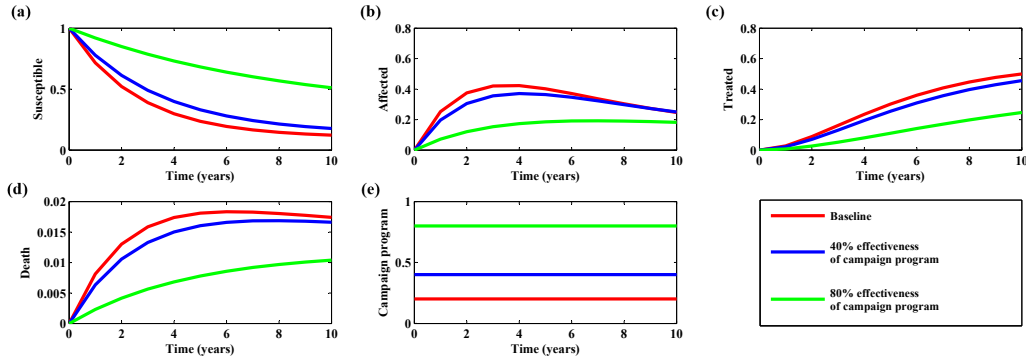 (a)
1
0.5
0
Susceptible
0 2 4 6 8 10
Time (years)
(b)
0.8
0.6
0.4
0.2
0
Affected
0 2 4 6 8 10
Time (years)
(c)
0.8
0.6
0.4
0.2
0
Treated
0 2 4 6 8 10
Time (years)
(d)
0.02
0.015
0.01
0.005
0
Death
0 2 4 6 8 10
Time (years)
(e)
1
0.5
0
Campaign program
0 2 4 6 8 10
Time (years)
Baseline
40% effectiveness
of campaign program
80% effectiveness
of campaign program